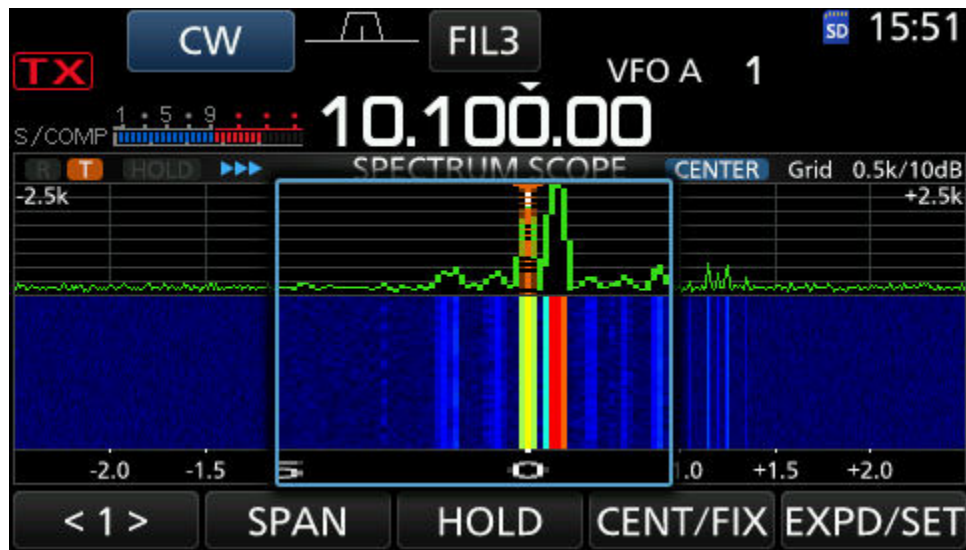 CW FIL3 SD 15:51
TX VFO A 1
1 5 9
S/COMP 10.100.00
R T HOLD SPECTRUM SCOPE CENTER Grid 0.5k/10dB
-2.5k +2.5k
-2.0 -1.5 0 1.0 +1.5 +2.0
< 1 > SPAN HOLD CENT/FIX EXPD/SET